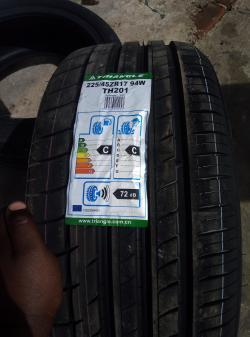 TRIANGLE
225/45ZR17 94W
TH201
C
C
72 dB
www.triangle.com.cn